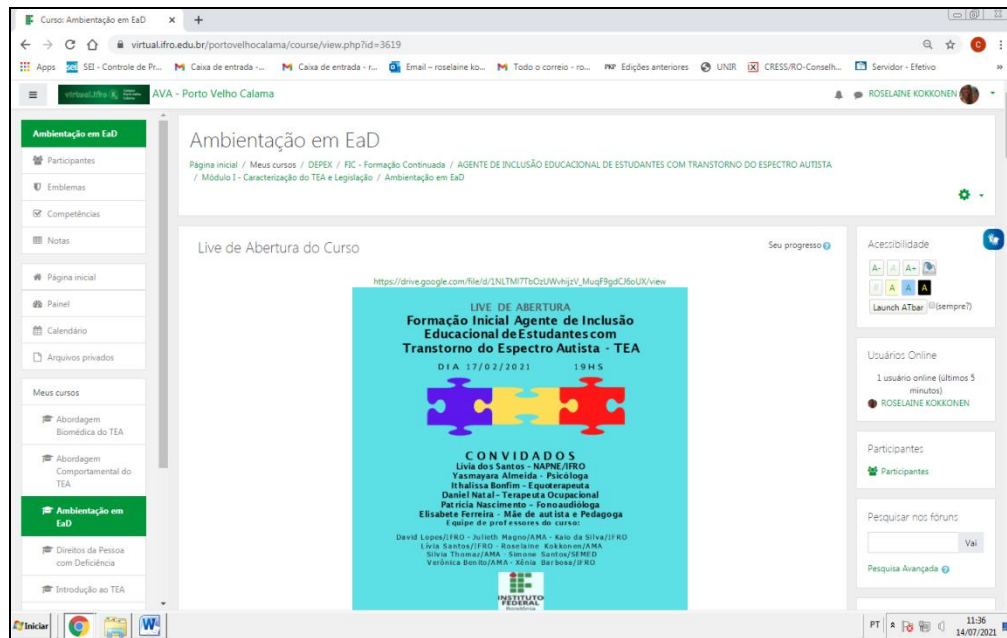 Curso: Ambientação em EaD
virtual.ifro.edu.br/portovelhocalama/course/view.php?id=3619
Apps
SEI - Controle de Pr...
Caixa de entrada -...
Caixa de entrada - r...
Email – roselaine ko...
Todo o correio - ro...
Edições anteriores
UNIR
CRESS/RO-Conselh...
Servidor - Efetivo
virtual.ifro
AVA - Porto Velho Calama
ROSELAINE KOKKONEN
Ambientação em EaD
Participantes
Emblemas
Competências
Notas
Página inicial
Painel
Calendário
Arquivos privados
Meus cursos
Abordagem
Biomédica do TEA
Abordagem
Comportamental do
TEA
Ambientação em
EaD
Direitos da Pessoa
com Deficiência
Introdução ao TEA
Ambientação em EaD
Página inicial / Meus cursos / DEPEX / FIC - Formação Continuada / AGENTE DE INCLUSÃO EDUCACIONAL DE ESTUDANTES COM TRANSTORNO DO ESPECTRO AUTISTA
/ Módulo I - Caracterização do TEA e Legislação / Ambientação em EaD
Live de Abertura do Curso
Seu progresso
LIVE DE ABERTURA
Formação Inicial Agente de Inclusão
Educacional de Estudantes com
Transtorno do Espectro Autista - TEA
DIA 17/02/2021 19HS
CONVIDADOS
Lívia dos Santos - NAPNE/IFRO
Yasmayara Almeida - Psicóloga
Ithalissa Bonfim - Equoterapeuta
Daniel Natal - Terapeuta Ocupacional
Patricia Nascimento - Fonoaudióloga
Elisabete Ferreira - Mãe de autista e Pedagoga
Equipe de professores do curso:
David Lopes/IFRO - Julieth Magno/AMA - Kaio da Silva/IFRO
Lívia Santos/IFRO - Roselaine Kokkonen/AMA
Silvia Thomaz/AMA - Simone Santos/SEMED
Verônica Benito/AMA - Xênia Barbosa/IFRO
INSTITUTO
FEDERAL
Acessibilidade
A- A A+
A A A A
Launch ATbar (sempre?)
Usuários Online
1 usuário online (últimos 5
minutos)
ROSELAINE KOKKONEN
Participantes
Participantes
Pesquisar nos fóruns
Vai
Pesquisa Avançada
Iniciar
PT
11:36
14/07/2021